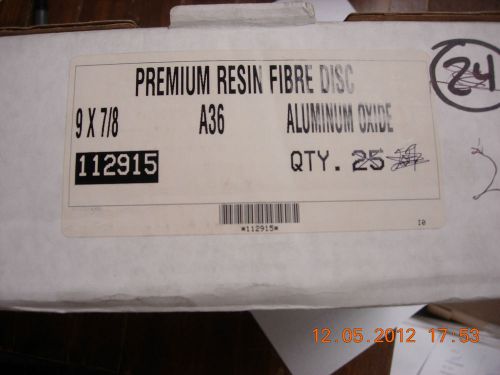 24
PREMIUM RESIN FIBRE DISC
9 X 7/8 A36 ALUMINUM OXIDE
112915 QTY. 25
*112915*
I0
12.05.2012 17:53